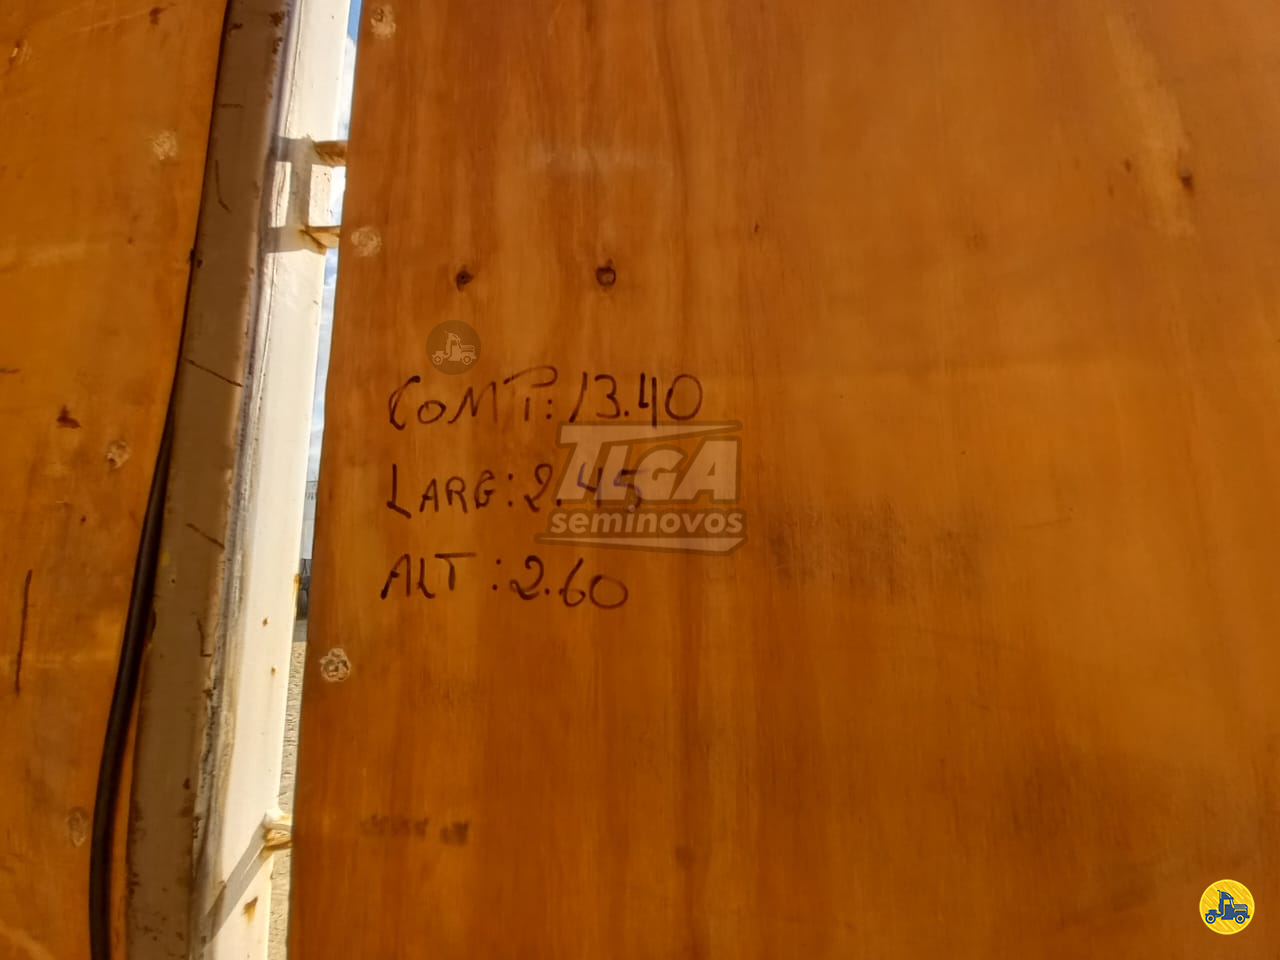 COMP: 13.40
LARG: 2.45
ALT: 2.60
TIGA
seminovos